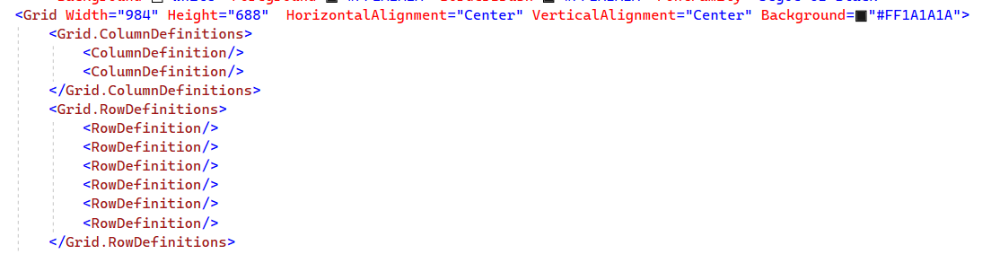 <Grid Width="984" Height="688"  HorizontalAlignment="Center" VerticalAlignment="Center" Background="#FF1A1A1A">
<Grid.ColumnDefinitions>
<ColumnDefinition/>
<ColumnDefinition/>
</Grid.ColumnDefinitions>
<Grid.RowDefinitions>
<RowDefinition/>
<RowDefinition/>
<RowDefinition/>
<RowDefinition/>
<RowDefinition/>
<RowDefinition/>
</Grid.RowDefinitions>